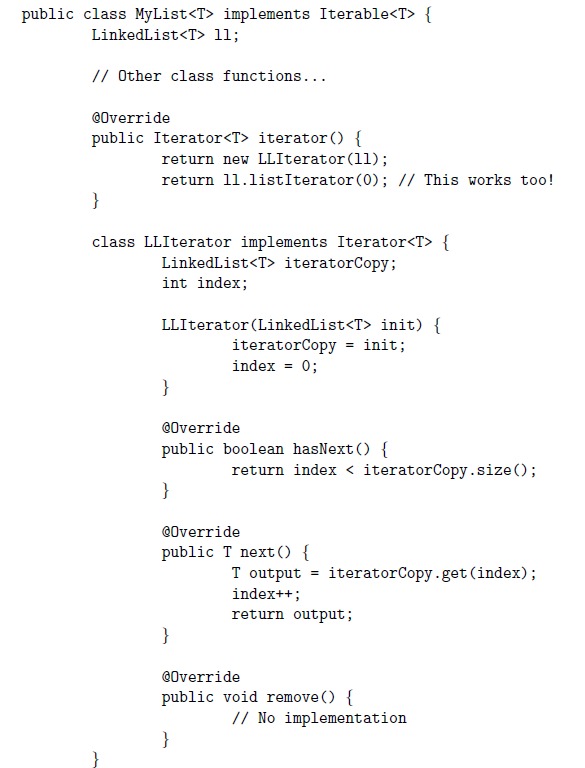 public class MyList<T> implements Iterable<T> {
LinkedList<T> ll;
// Other class functions...
@Override
public Iterator<T> iterator() {
return new LLIterator(ll);
return ll.listIterator(0); // This works too!
}
class LLIterator implements Iterator<T> {
LinkedList<T> iteratorCopy;
int index;
LLIterator(LinkedList<T> init) {
iteratorCopy = init;
index = 0;
}
@Override
public boolean hasNext() {
return index < iteratorCopy.size();
}
@Override
public T next() {
T output = iteratorCopy.get(index);
index++;
return output;
}
@Override
public void remove() {
// No implementation
}
}